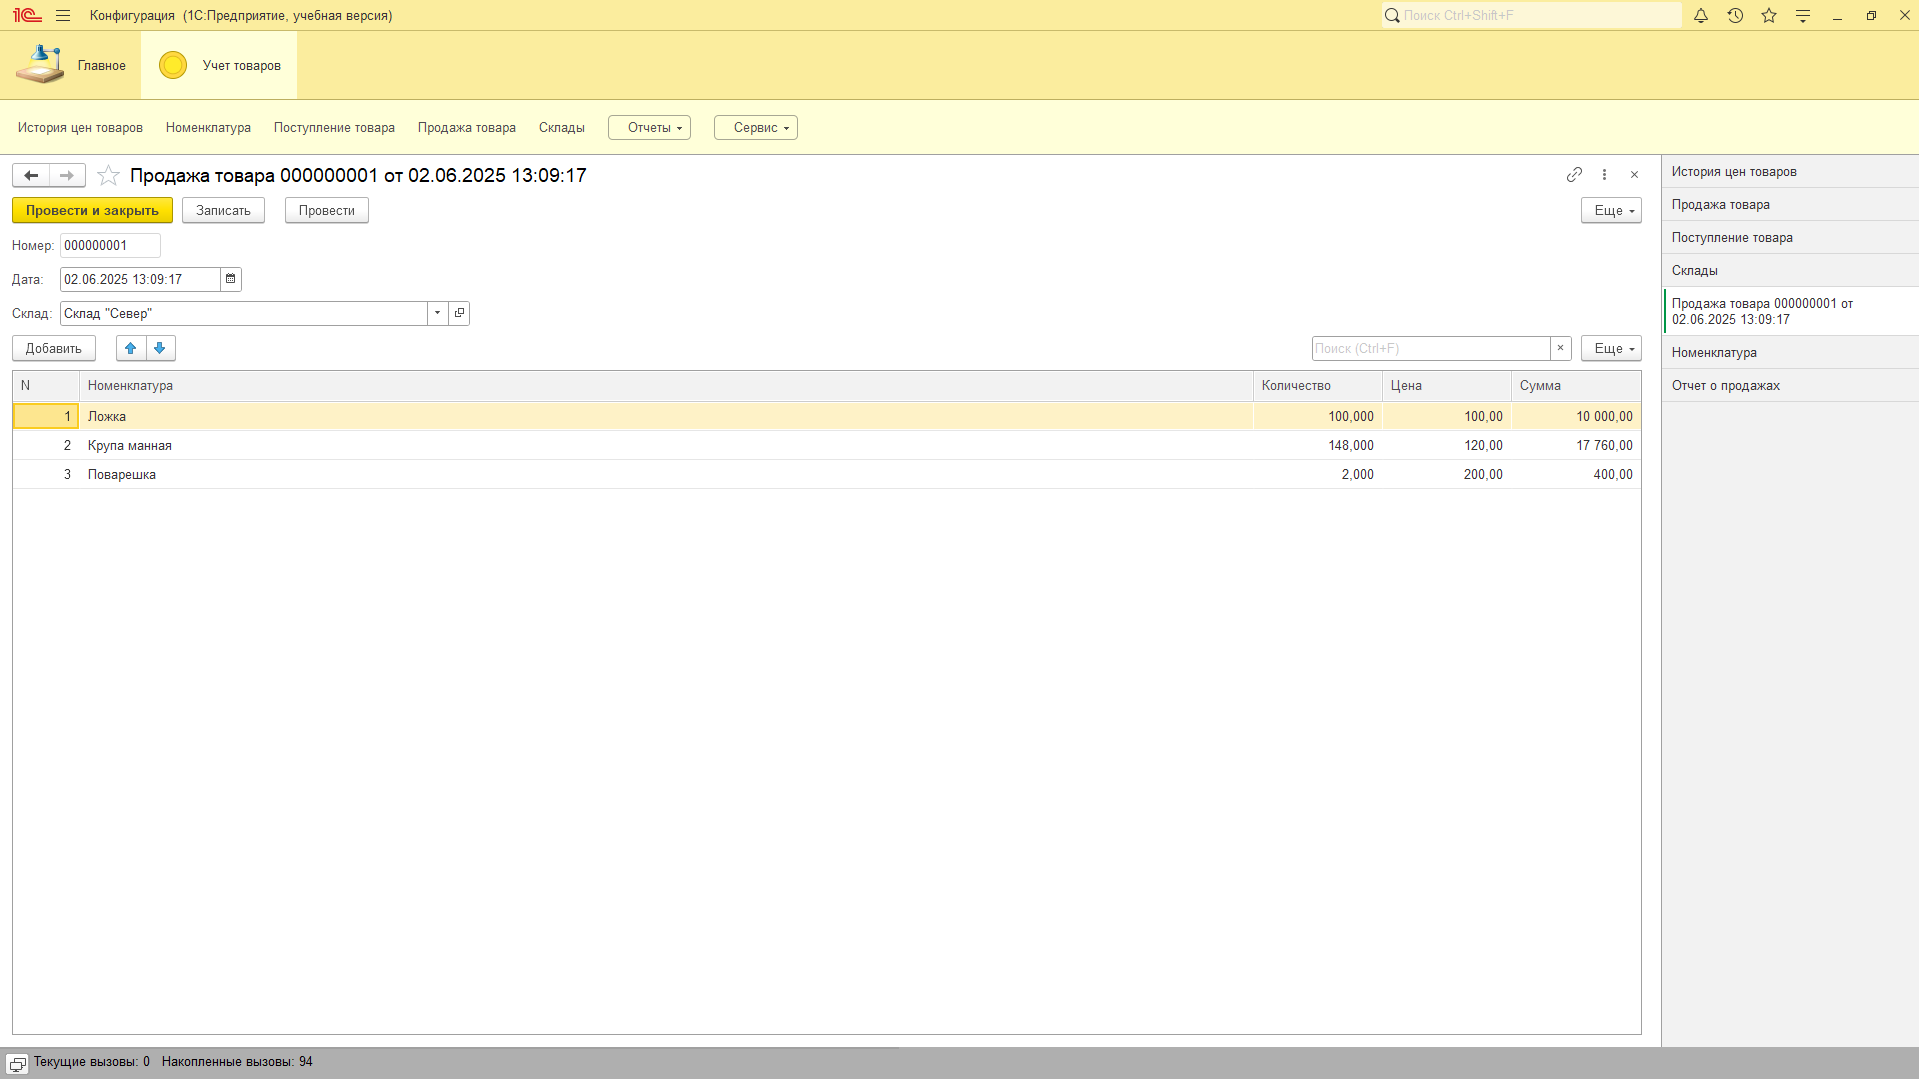 1С Конфигурация (1С:Предприятие, учебная версия) Поиск Ctrl+Shift+F
Главное Учет товаров
История цен товаров Номенклатура Поступление товара Продажа товара Склады Отчеты Сервис
Продажа товара 000000001 от 02.06.2025 13:09:17
Провести и закрыть Записать Провести Еще
Номер: 000000001
Дата: 02.06.2025 13:09:17
Склад: Склад "Север"
Добавить Поиск (Ctrl+F) × Еще
N Номенклатура Количество Цена Сумма
1 Ложка 100,000 100,00 10 000,00
2 Крупа манная 148,000 120,00 17 760,00
3 Поварешка 2,000 200,00 400,00
История цен товаров
Продажа товара
Поступление товара
Склады
Продажа товара 000000001 от
02.06.2025 13:09:17
Номенклатура
Отчет о продажах
Текущие вызовы: 0 Накопленные вызовы: 94